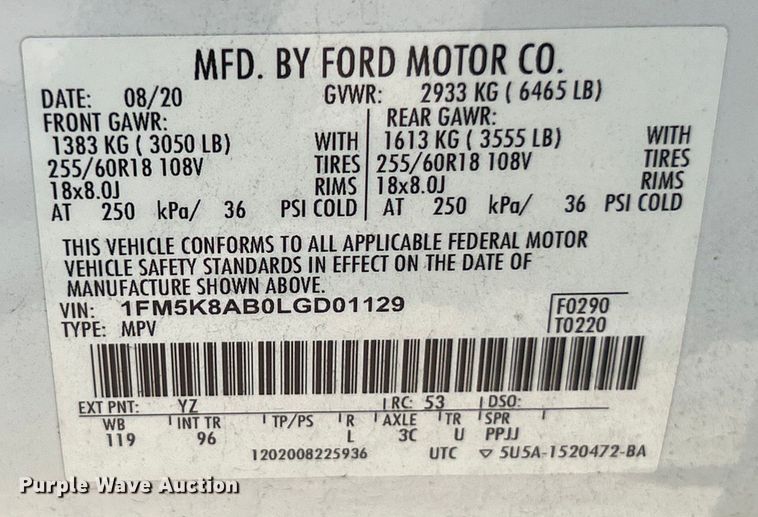 MFD. BY FORD MOTOR CO.
DATE: 08/20 GVWR: 2933 KG ( 6465 LB)
FRONT GAWR: REAR GAWR:
1383 KG ( 3050 LB) WITH 1613 KG ( 3555 LB) WITH
255/60R18 108V TIRES 255/60R18 108V TIRES
18x8.0J RIMS 18x8.0J RIMS
AT 250 kPa/ 36 PSI COLD AT 250 kPa/ 36 PSI COLD
THIS VEHICLE CONFORMS TO ALL APPLICABLE FEDERAL MOTOR
VEHICLE SAFETY STANDARDS IN EFFECT ON THE DATE OF
MANUFACTURE SHOWN ABOVE.
VIN: 1FM5K8AB0LGD01129 F0290
TYPE: MPV T0220
EXT PNT: YZ RC: 53 DSO:
WB INT TR TP/PS R AXLE TR SPR
119 96 L 3C U PPJJ
1202008225936 UTC ▽ 5U5A-1520472-BA
Purple Wave Auction